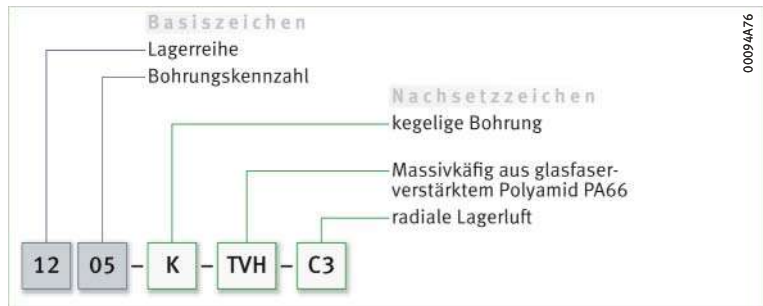 Basiszeichen
Lagerreihe
Bohrungskennzahl
Nachsetzzeichen
kegelige Bohrung
Massivkäfig aus glasfaser-
verstärktem Polyamid PA66
radiale Lagerluft
12 05 – K – TVH – C3
00094A76